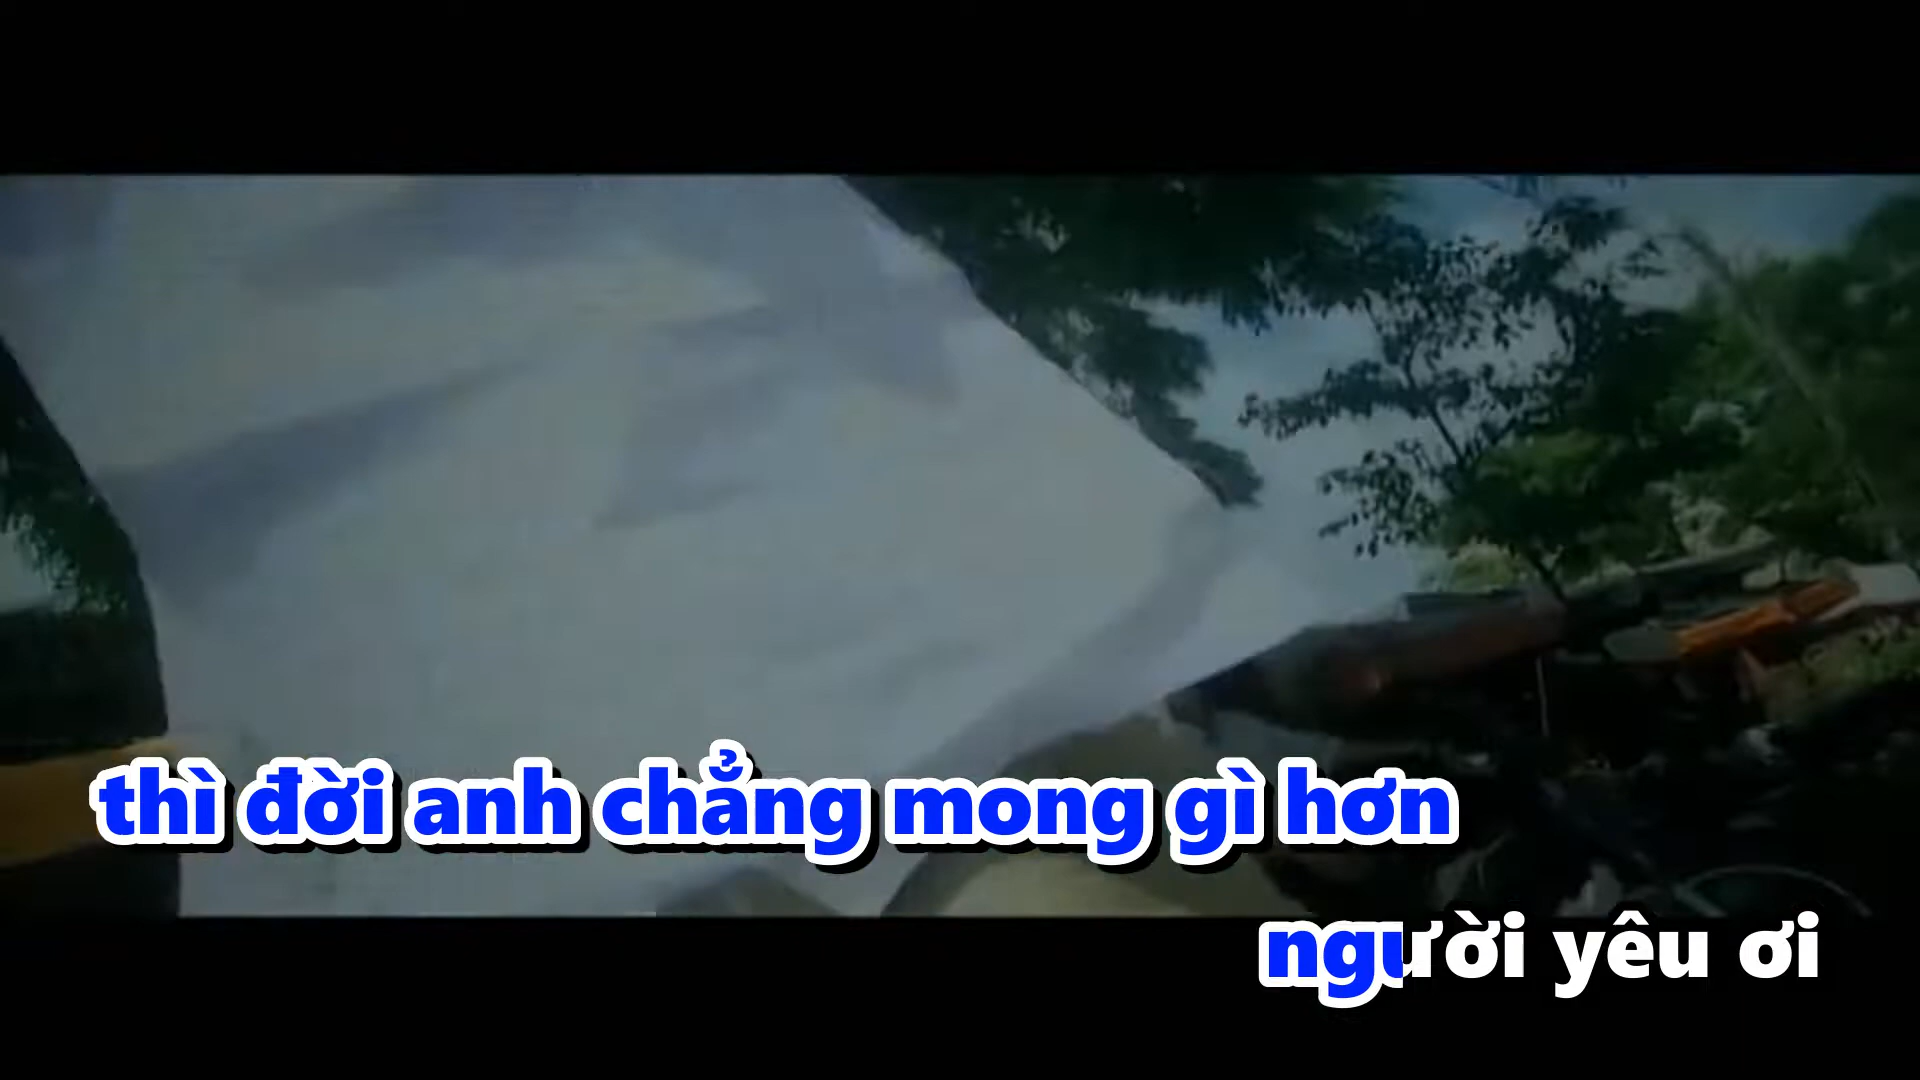 thì đời anh chẳng mong gì hơn
người yêu ơi